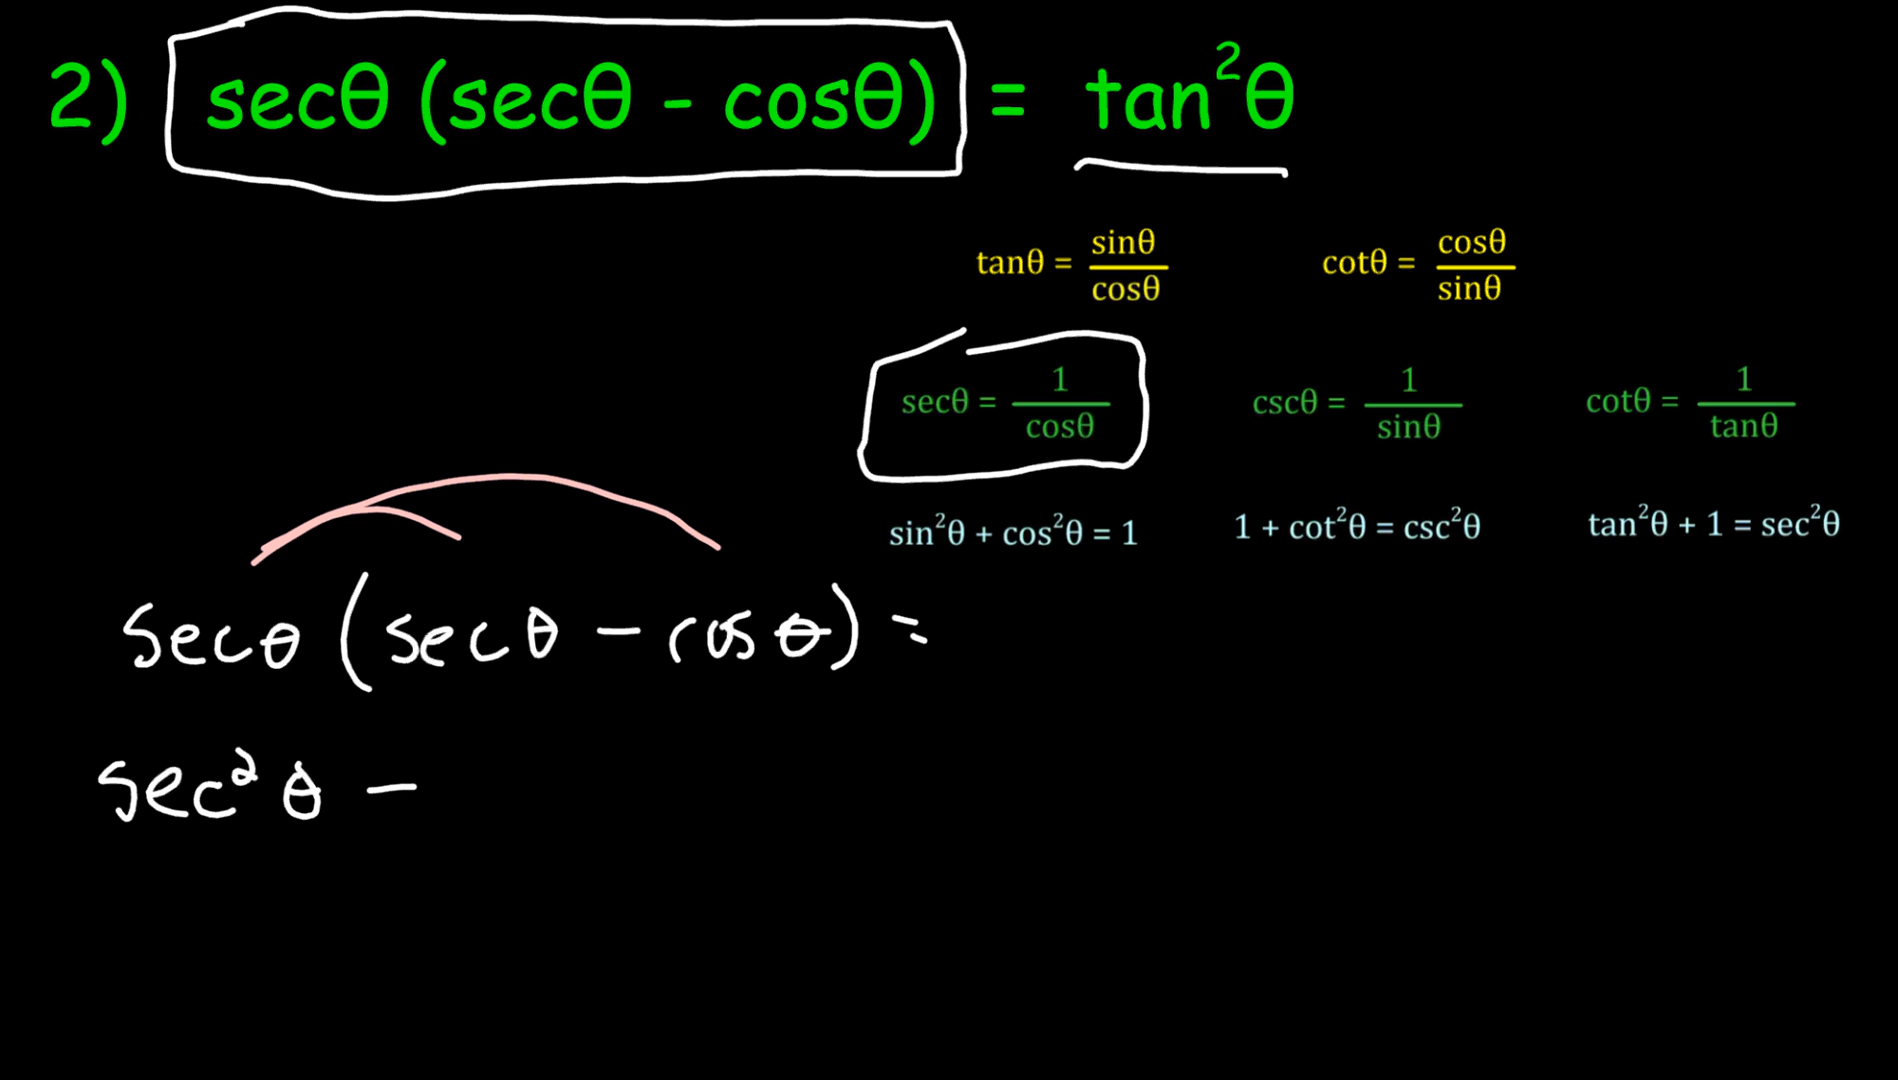 2) secθ (secθ - cosθ) = tan²θ
tanθ = sinθ/cosθ cotθ = cosθ/sinθ
secθ = 1/cosθ cscθ = 1/sinθ cotθ = 1/tanθ
sin²θ + cos²θ = 1 1 + cot²θ = csc²θ tan²θ + 1 = sec²θ
secθ (secθ - cosθ) =
sec²θ -